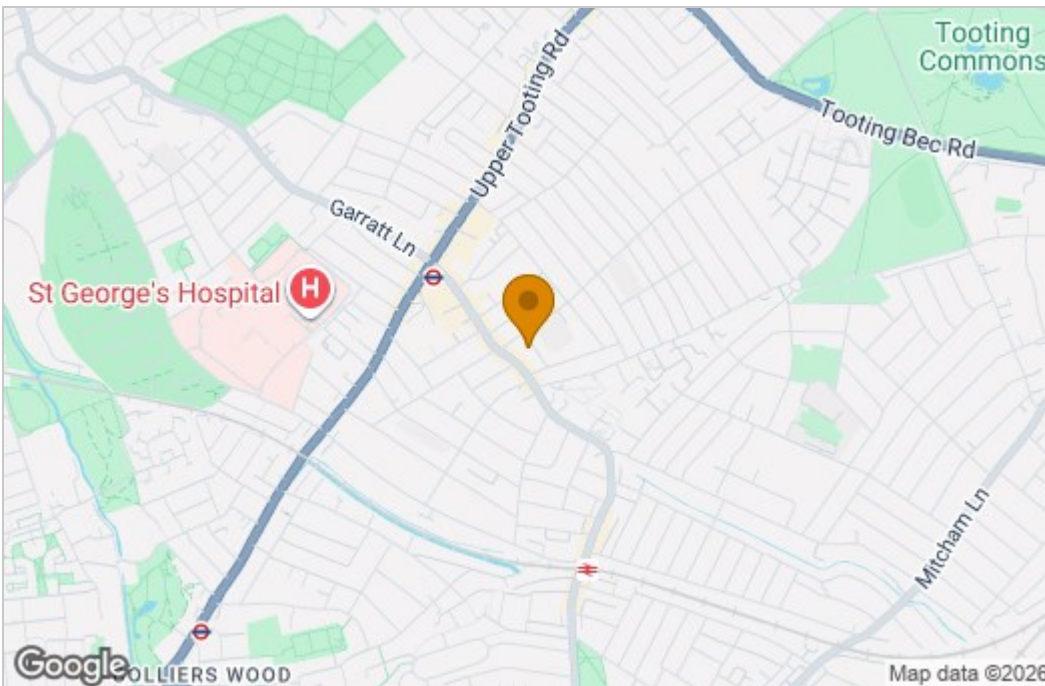 Tooting
Commons
Upper Tooting Rd
Tooting Bec Rd
Garratt Ln
St George's Hospital
H
Mitcham Ln
Google
COLLIERS WOOD
Map data ©2026